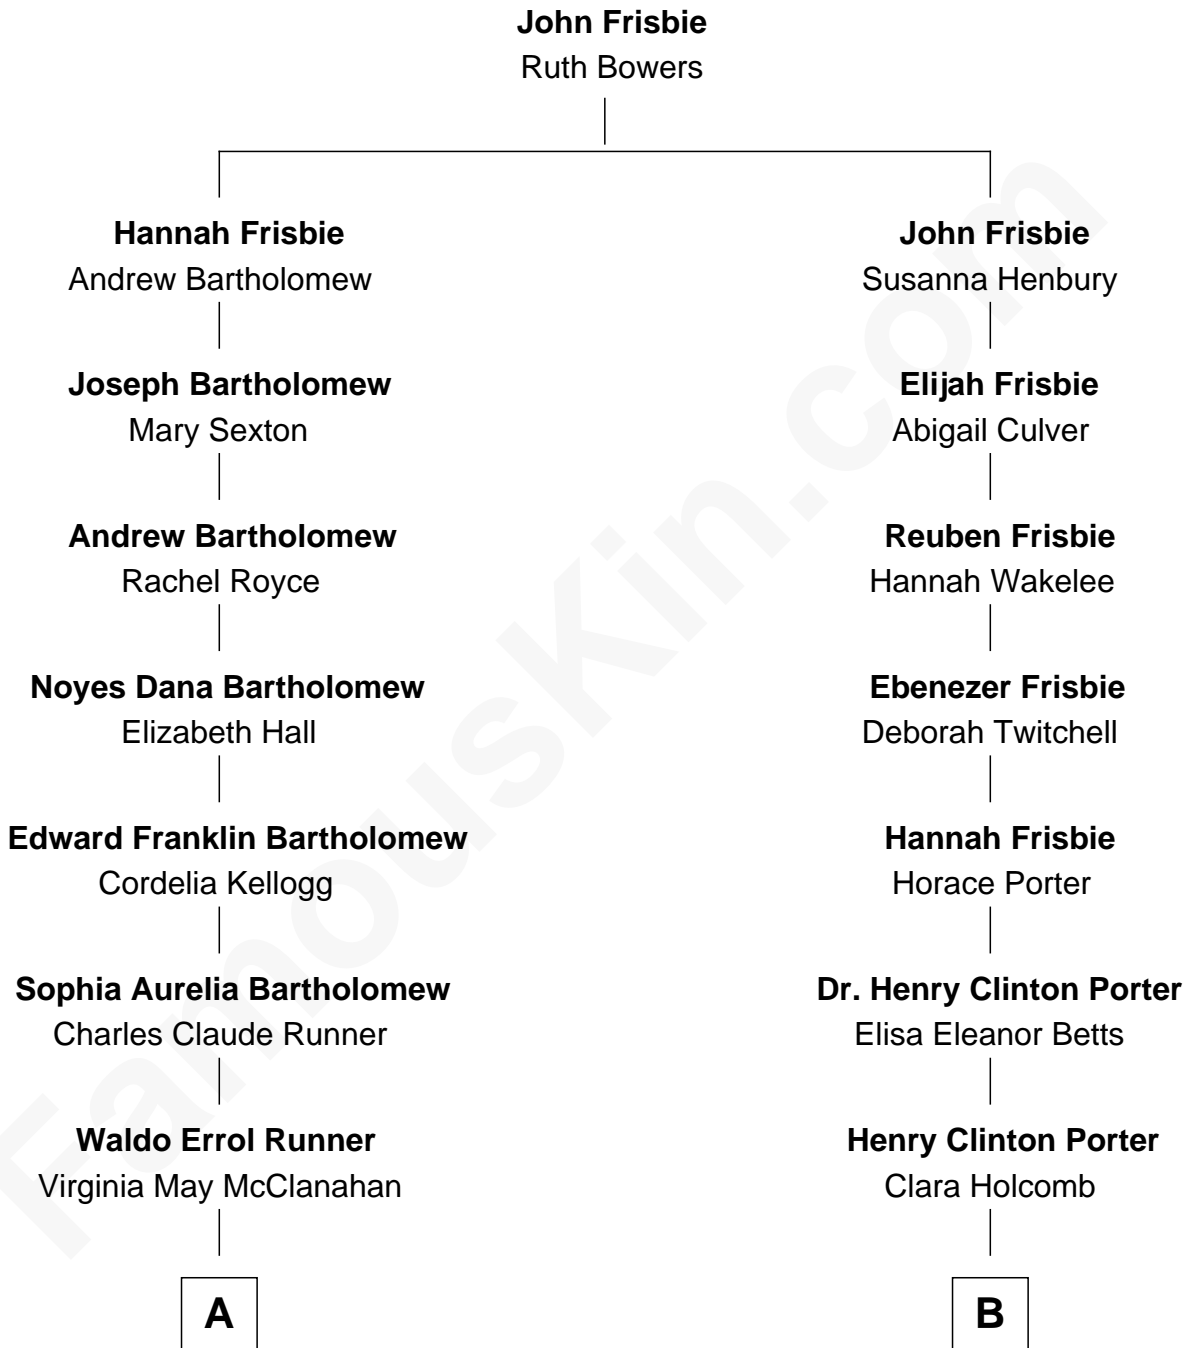 John Frisbie
Ruth Bowers
Hannah Frisbie
Andrew Bartholomew
John Frisbie
Susanna Henbury
Joseph Bartholomew
Mary Sexton
Elijah Frisbie
Abigail Culver
Andrew Bartholomew
Rachel Royce
Reuben Frisbie
Hannah Wakelee
Noyes Dana Bartholomew
Elizabeth Hall
Ebenezer Frisbie
Deborah Twitchell
Edward Franklin Bartholomew
Cordelia Kellogg
Hannah Frisbie
Horace Porter
Sophia Aurelia Bartholomew
Charles Claude Runner
Dr. Henry Clinton Porter
Elisa Eleanor Betts
Waldo Errol Runner
Virginia May McClanahan
Henry Clinton Porter
Clara Holcomb
A
B
FamousKin.com